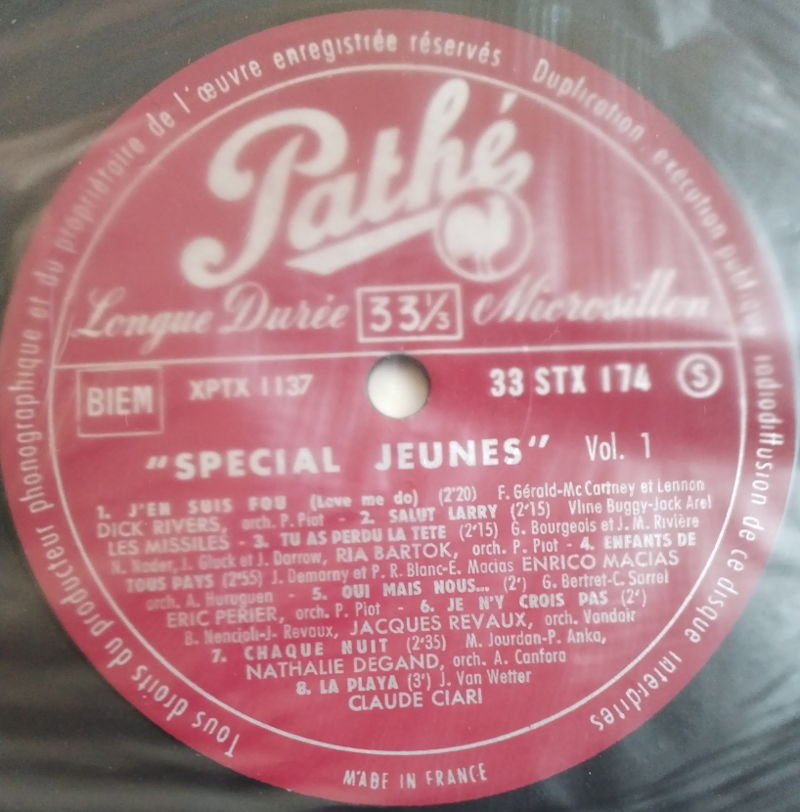 Tous droits du producteur phonographique et du propriétaire de l'œuvre enregistrée réservés. Duplication, exécution publique, radiodiffusion de ce disque interdites
Pathé
Longue Durée 33 1/3 Microsillon
BIEM XPTX 1137 33 STX 174 S
"SPECIAL JEUNES" Vol. 1
1. J'EN SUIS FOU (Love me do) (2'20) F. Gérald-Mc Cartney et Lennon
DICK RIVERS, orch. P. Piot - 2. SALUT LARRY (2'15) Vline Buggy-Jack Arel
LES MISSILES - 3. TU AS PERDU LA TETE (2'15) G. Bourgeois et J. M. Rivière
N. Nader, J. Gluck et J. Darrow, RIA BARTOK, orch. P. Piot - 4. ENFANTS DE
TOUS PAYS (2'55) J. Demarny et P. R. Blanc-E. Macias ENRICO MACIAS
orch. A. - 5. OUI MAIS NOUS... (2') G. Bertret-C. Sarrel
ERIC PERIER, orch. P. Piot - 6. JE N'Y CROIS PAS (2')
B. Nencioli-J. Revaux, JACQUES REVAUX, orch. Vandair
7. CHAQUE NUIT (2'35) M. Jourdan-P. Anka,
NATHALIE DEGAND, orch. A. Canfora
8. LA PLAYA (3') J. Van Wetter
CLAUDE CIARI
MADE IN FRANCE